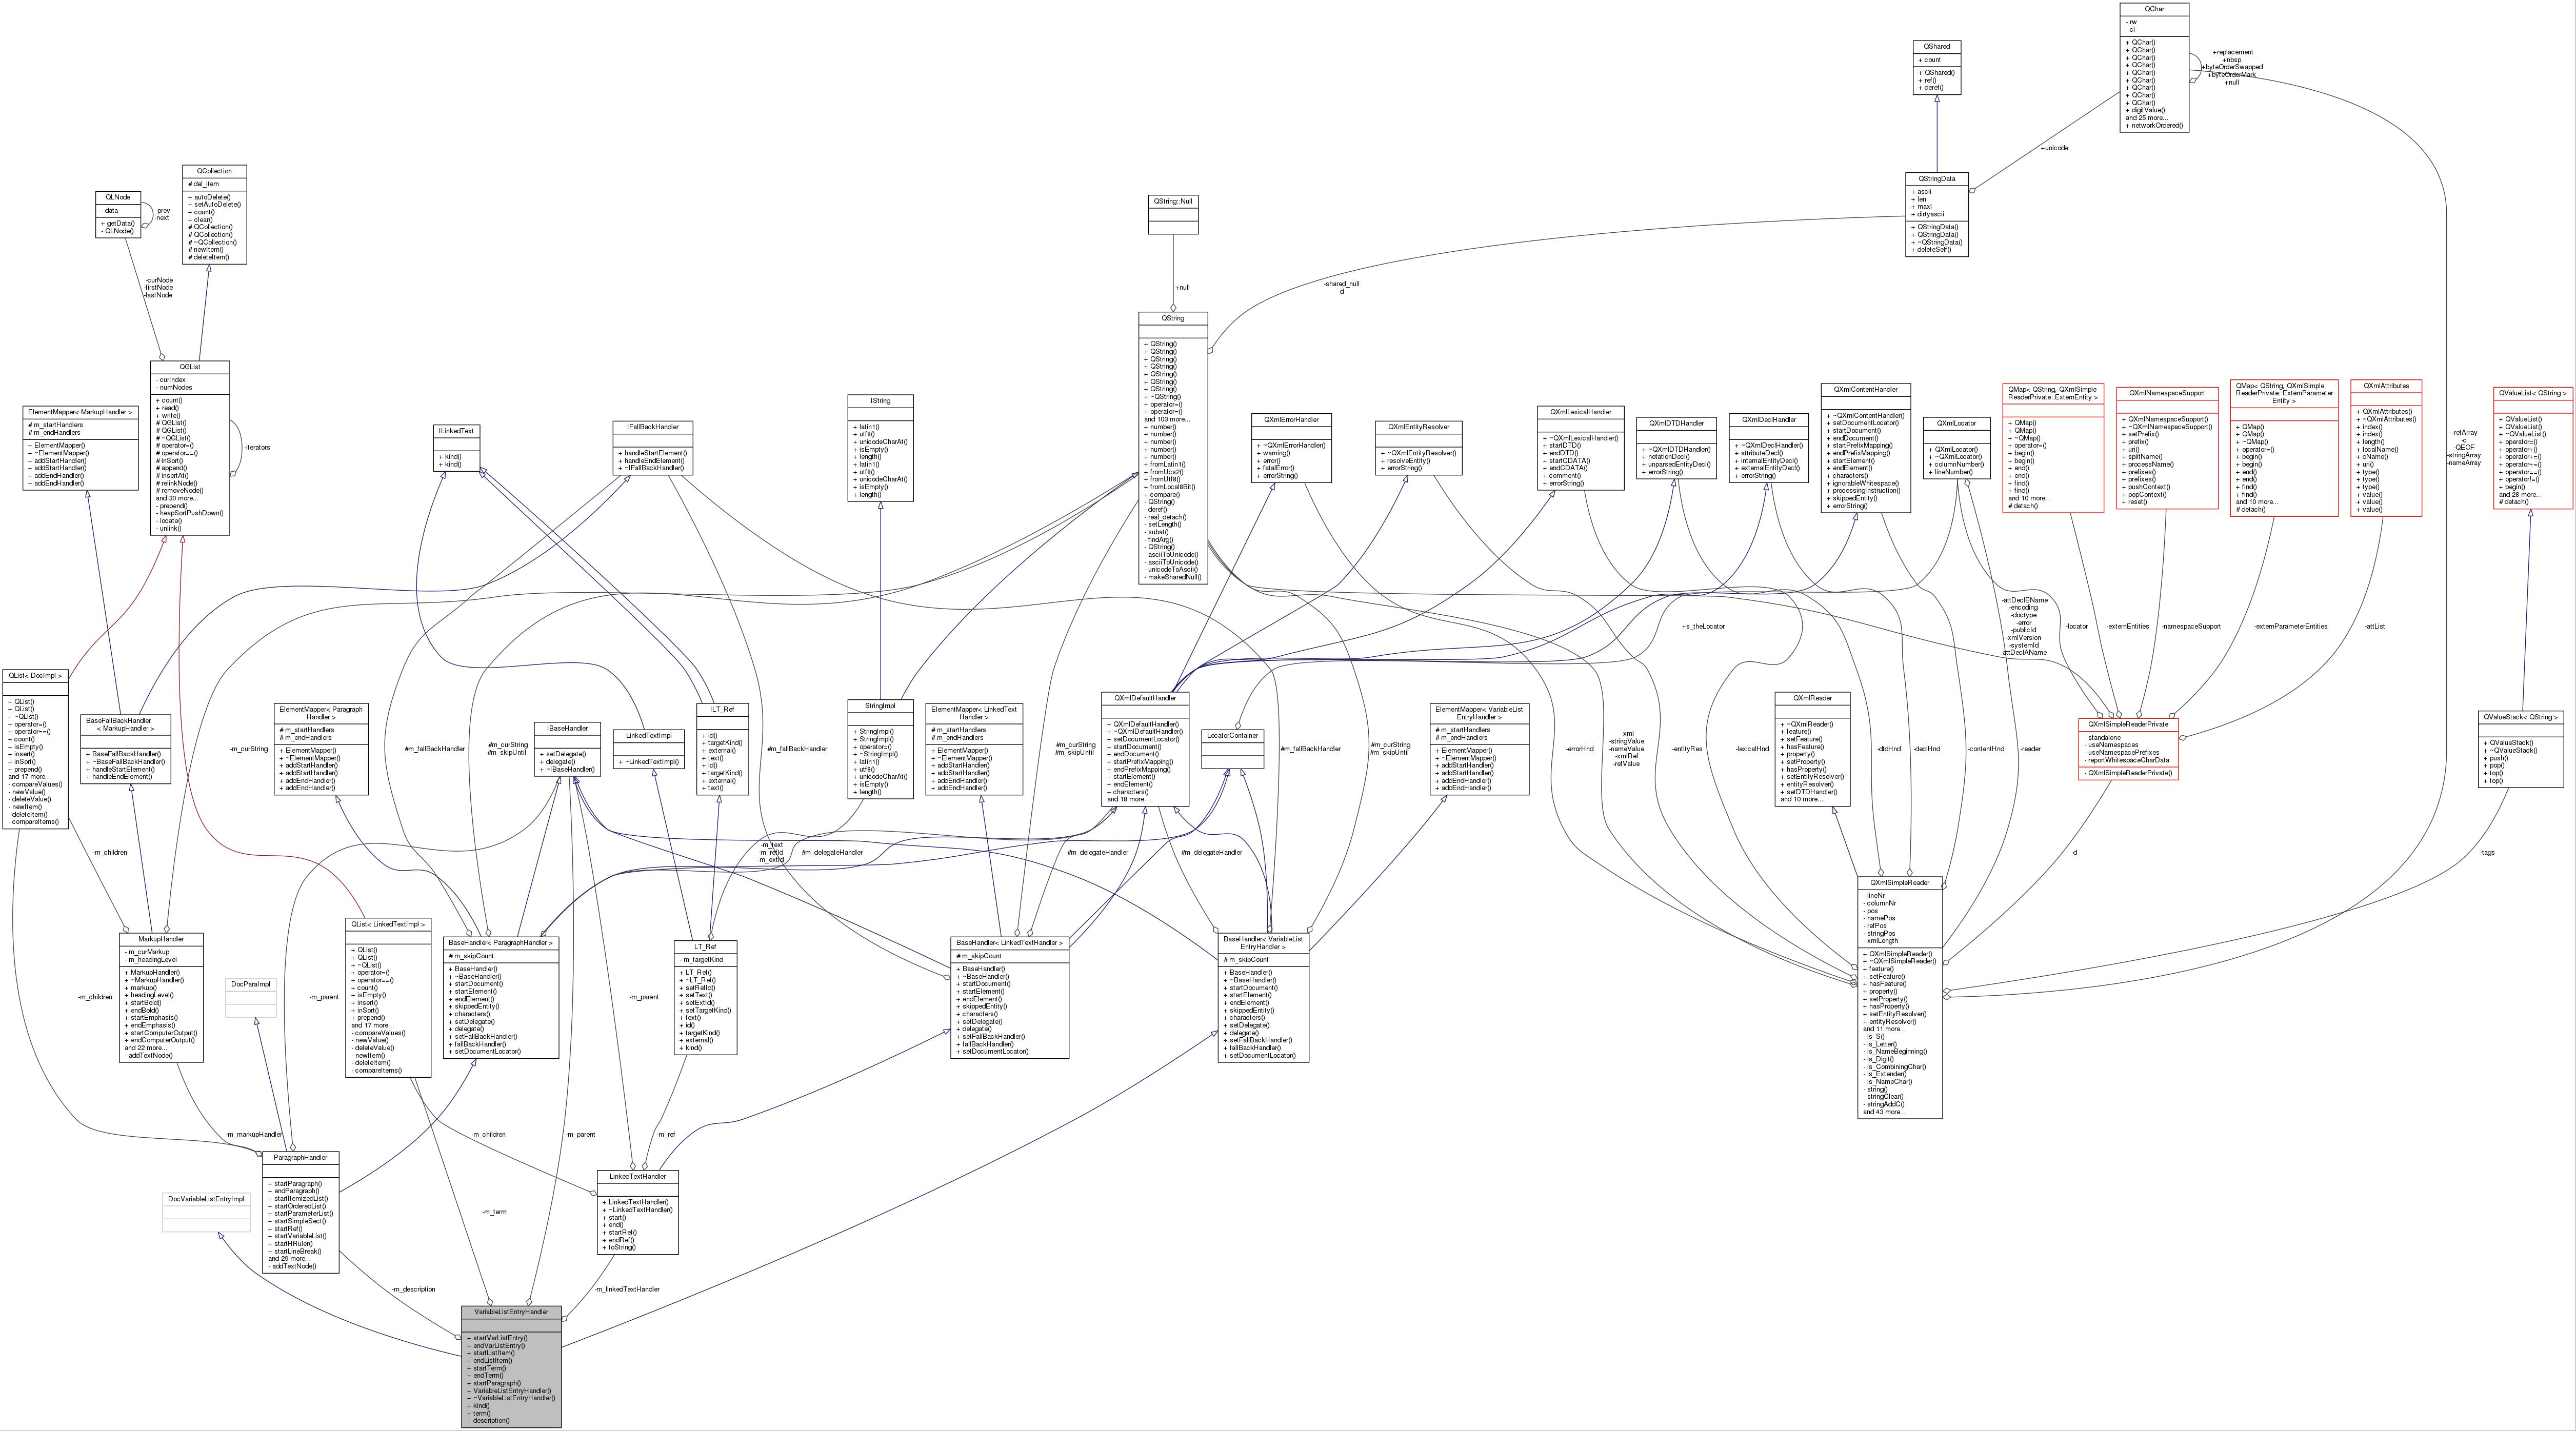 QChar
- rw
- cl
+ QChar()
+ QChar()
+ QChar()
+ QChar()
+ QChar()
+ QChar()
+ QChar()
+ QChar()
+ QChar()
+ digitValue()
and 25 more...
+ networkOrdered()
+replacement
+nbsp
+byteOrderSwapped
+byteOrderMark
+null
QShared
+ count
+ QShared()
+ ref()
+ deref()
+unicode
QStringData
+ ascii
+ len
+ maxl
+ dirtyascii
+ QStringData()
+ QStringData()
+ ~QStringData()
+ deleteSelf()
QCollection
# del_item
+ autoDelete()
+ setAutoDelete()
+ count()
+ clear()
# QCollection()
# QCollection()
# ~QCollection()
# newItem()
# deleteItem()
QLNode
- data
+ getData()
- QLNode()
-prev
-next
-curNode
-firstNode
-lastNode
QString::Null
+null
-shared_null
-d
QGList
- curIndex
- numNodes
+ count()
+ read()
+ write()
# QGList()
# QGList()
# ~QGList()
# operator=()
# operator==()
# inSort()
# append()
# insertAt()
# relinkNode()
# removeNode()
and 30 more...
- prepend()
- heapSortPushDown()
- locate()
- unlink()
-iterators
ElementMapper< MarkupHandler >
# m_startHandlers
# m_endHandlers
+ ElementMapper()
+ ~ElementMapper()
+ addStartHandler()
+ addStartHandler()
+ addEndHandler()
+ addEndHandler()
ILinkedText
+ kind()
+ kind()
IFallBackHandler
+ handleStartElement()
+ handleEndElement()
+ ~IFallBackHandler()
IString
+ latin1()
+ utf8()
+ unicodeCharAt()
+ isEmpty()
+ length()
+ latin1()
+ utf8()
+ unicodeCharAt()
+ isEmpty()
+ length()
QString
+ QString()
+ QString()
+ QString()
+ QString()
+ QString()
+ QString()
+ QString()
+ ~QString()
+ operator=()
+ operator=()
and 103 more...
+ number()
+ number()
+ number()
+ number()
+ number()
+ fromLatin1()
+ fromUcs2()
+ fromUtf8()
+ fromLocal8Bit()
+ compare()
- QString()
- deref()
- real_detach()
- setLength()
- subat()
- findArg()
- QString()
- asciiToUnicode()
- asciiToUnicode()
- unicodeToAscii()
- makeSharedNull()
QXmlErrorHandler
+ ~QXmlErrorHandler()
+ warning()
+ error()
+ fatalError()
+ errorString()
QXmlEntityResolver
+ ~QXmlEntityResolver()
+ resolveEntity()
+ errorString()
QXmlLexicalHandler
+ ~QXmlLexicalHandler()
+ startDTD()
+ endDTD()
+ startCDATA()
+ endCDATA()
+ comment()
+ errorString()
QXmlDTDHandler
+ ~QXmlDTDHandler()
+ notationDecl()
+ unparsedEntityDecl()
+ errorString()
QXmlDeclHandler
+ ~QXmlDeclHandler()
+ attributeDecl()
+ internalEntityDecl()
+ externalEntityDecl()
+ errorString()
QXmlContentHandler
+ ~QXmlContentHandler()
+ setDocumentLocator()
+ startDocument()
+ endDocument()
+ startPrefixMapping()
+ endPrefixMapping()
+ startElement()
+ endElement()
+ characters()
+ ignorableWhitespace()
+ processingInstruction()
+ skippedEntity()
+ errorString()
QXmlLocator
+ QXmlLocator()
+ ~QXmlLocator()
+ columnNumber()
+ lineNumber()
QMap< QString, QXmlSimple
ReaderPrivate::ExternEntity >
+ QMap()
+ QMap()
+ ~QMap()
+ operator=()
+ begin()
+ begin()
+ end()
+ end()
+ find()
+ find()
and 10 more...
# detach()
QXmlNamespaceSupport
+ QXmlNamespaceSupport()
+ ~QXmlNamespaceSupport()
+ setPrefix()
+ prefix()
+ uri()
+ splitName()
+ processName()
+ prefixes()
+ prefixes()
+ pushContext()
+ popContext()
+ reset()
QMap< QString, QXmlSimple
ReaderPrivate::ExternParameter
Entity >
+ QMap()
+ QMap()
+ ~QMap()
+ operator=()
+ begin()
+ begin()
+ end()
+ end()
+ find()
+ find()
and 10 more...
# detach()
QXmlAttributes
+ QXmlAttributes()
+ ~QXmlAttributes()
+ index()
+ index()
+ length()
+ localName()
+ qName()
+ uri()
+ type()
+ type()
+ type()
+ value()
+ value()
+ value()
-refArray
-c
-QEOF
-stringArray
-nameArray
QValueList< QString >
+ QValueList()
+ QValueList()
+ ~QValueList()
+ operator=()
+ operator+()
+ operator+=()
+ operator==()
+ operator!=()
+ operator+=()
+ begin()
and 28 more...
# detach()
-attDeclEName
-encoding
-doctype
-error
-publicId
-xmlVersion
-systemId
-attDeclAName
+s_theLocator
-locator
-externEntities
-namespaceSupport
-externParameterEntities
-attList
QList< DocImpl >
+ QList()
+ QList()
+ ~QList()
+ operator=()
+ operator==()
+ count()
+ isEmpty()
+ insert()
+ inSort()
+ prepend()
and 17 more...
- compareValues()
- newValue()
- deleteValue()
- newItem()
- deleteItem()
- compareItems()
BaseFallBackHandler
< MarkupHandler >
+ BaseFallBackHandler()
+ ~BaseFallBackHandler()
+ handleStartElement()
+ handleEndElement()
-m_curString
ElementMapper< Paragraph
Handler >
# m_startHandlers
# m_endHandlers
+ ElementMapper()
+ ~ElementMapper()
+ addStartHandler()
+ addStartHandler()
+ addEndHandler()
+ addEndHandler()
#m_fallBackHandler
#m_curString
#m_skipUntil
IBaseHandler
+ setDelegate()
+ delegate()
+ ~IBaseHandler()
LinkedTextImpl
+ ~LinkedTextImpl()
ILT_Ref
+ id()
+ targetKind()
+ external()
+ text()
+ id()
+ targetKind()
+ external()
+ text()
#m_fallBackHandler
StringImpl
+ StringImpl()
+ StringImpl()
+ operator=()
+ ~StringImpl()
+ latin1()
+ utf8()
+ unicodeCharAt()
+ isEmpty()
+ length()
ElementMapper< LinkedText
Handler >
# m_startHandlers
# m_endHandlers
+ ElementMapper()
+ ~ElementMapper()
+ addStartHandler()
+ addStartHandler()
+ addEndHandler()
+ addEndHandler()
#m_curString
#m_skipUntil
QXmlDefaultHandler
+ QXmlDefaultHandler()
+ ~QXmlDefaultHandler()
+ setDocumentLocator()
+ startDocument()
+ endDocument()
+ startPrefixMapping()
+ endPrefixMapping()
+ startElement()
+ endElement()
+ characters()
and 18 more...
LocatorContainer
#m_fallBackHandler
#m_curString
#m_skipUntil
ElementMapper< VariableList
EntryHandler >
# m_startHandlers
# m_endHandlers
+ ElementMapper()
+ ~ElementMapper()
+ addStartHandler()
+ addStartHandler()
+ addEndHandler()
+ addEndHandler()
-errorHnd
-xml
-stringValue
-nameValue
-xmlRef
-refValue
-entityRes
-lexicalHnd
QXmlReader
+ ~QXmlReader()
+ feature()
+ setFeature()
+ hasFeature()
+ property()
+ setProperty()
+ hasProperty()
+ setEntityResolver()
+ entityResolver()
+ setDTDHandler()
and 10 more...
-dtdHnd
-declHnd
-contentHnd
-reader
QXmlSimpleReaderPrivate
- standalone
- useNamespaces
- useNamespacePrefixes
- reportWhitespaceCharData
- QXmlSimpleReaderPrivate()
QValueStack< QString >
+ QValueStack()
+ ~QValueStack()
+ push()
+ pop()
+ top()
+ top()
-m_children
-m_text
-m_refId
-m_extId
#m_delegateHandler
#m_delegateHandler
#m_delegateHandler
-d
-tags
MarkupHandler
- m_curMarkup
- m_headingLevel
+ MarkupHandler()
+ ~MarkupHandler()
+ markup()
+ headingLevel()
+ startBold()
+ endBold()
+ startEmphasis()
+ endEmphasis()
+ startComputerOutput()
+ endComputerOutput()
and 22 more...
- addTextNode()
-m_children
DocParaImpl
-m_parent
QList< LinkedTextImpl >
+ QList()
+ QList()
+ ~QList()
+ operator=()
+ operator==()
+ count()
+ isEmpty()
+ insert()
+ inSort()
+ prepend()
and 17 more...
- compareValues()
- newValue()
- deleteValue()
- newItem()
- deleteItem()
- compareItems()
BaseHandler< ParagraphHandler >
# m_skipCount
+ BaseHandler()
+ ~BaseHandler()
+ startDocument()
+ startElement()
+ endElement()
+ skippedEntity()
+ characters()
+ setDelegate()
+ delegate()
+ setFallBackHandler()
+ fallBackHandler()
+ setDocumentLocator()
-m_parent
LT_Ref
- m_targetKind
+ LT_Ref()
+ ~LT_Ref()
+ setRefId()
+ setText()
+ setExtId()
+ setTargetKind()
+ text()
+ id()
+ targetKind()
+ external()
+ kind()
BaseHandler< LinkedTextHandler >
# m_skipCount
+ BaseHandler()
+ ~BaseHandler()
+ startDocument()
+ startElement()
+ endElement()
+ skippedEntity()
+ characters()
+ setDelegate()
+ delegate()
+ setFallBackHandler()
+ fallBackHandler()
+ setDocumentLocator()
BaseHandler< VariableList
EntryHandler >
# m_skipCount
+ BaseHandler()
+ ~BaseHandler()
+ startDocument()
+ startElement()
+ endElement()
+ skippedEntity()
+ characters()
+ setDelegate()
+ delegate()
+ setFallBackHandler()
+ fallBackHandler()
+ setDocumentLocator()
QXmlSimpleReader
- lineNr
- columnNr
- pos
- namePos
- refPos
- stringPos
- xmlLength
+ QXmlSimpleReader()
+ ~QXmlSimpleReader()
+ feature()
+ setFeature()
+ hasFeature()
+ property()
+ setProperty()
+ hasProperty()
+ setEntityResolver()
+ entityResolver()
and 11 more...
- is_S()
- is_Letter()
- is_NameBeginning()
- is_Digit()
- is_CombiningChar()
- is_Extender()
- is_NameChar()
- string()
- stringClear()
- stringAddC()
and 43 more...
-m_markupHandler
-m_children
-m_parent
-m_ref
ParagraphHandler
+ startParagraph()
+ endParagraph()
+ startItemizedList()
+ startOrderedList()
+ startParameterList()
+ startSimpleSect()
+ startRef()
+ startVariableList()
+ startHRuler()
+ startLineBreak()
and 29 more...
- addTextNode()
DocVariableListEntryImpl
-m_term
LinkedTextHandler
+ LinkedTextHandler()
+ ~LinkedTextHandler()
+ start()
+ end()
+ startRef()
+ endRef()
+ toString()
-m_description
-m_linkedTextHandler
VariableListEntryHandler
+ startVarListEntry()
+ endVarListEntry()
+ startListItem()
+ endListItem()
+ startTerm()
+ endTerm()
+ startParagraph()
+ VariableListEntryHandler()
+ ~VariableListEntryHandler()
+ kind()
+ term()
+ description()